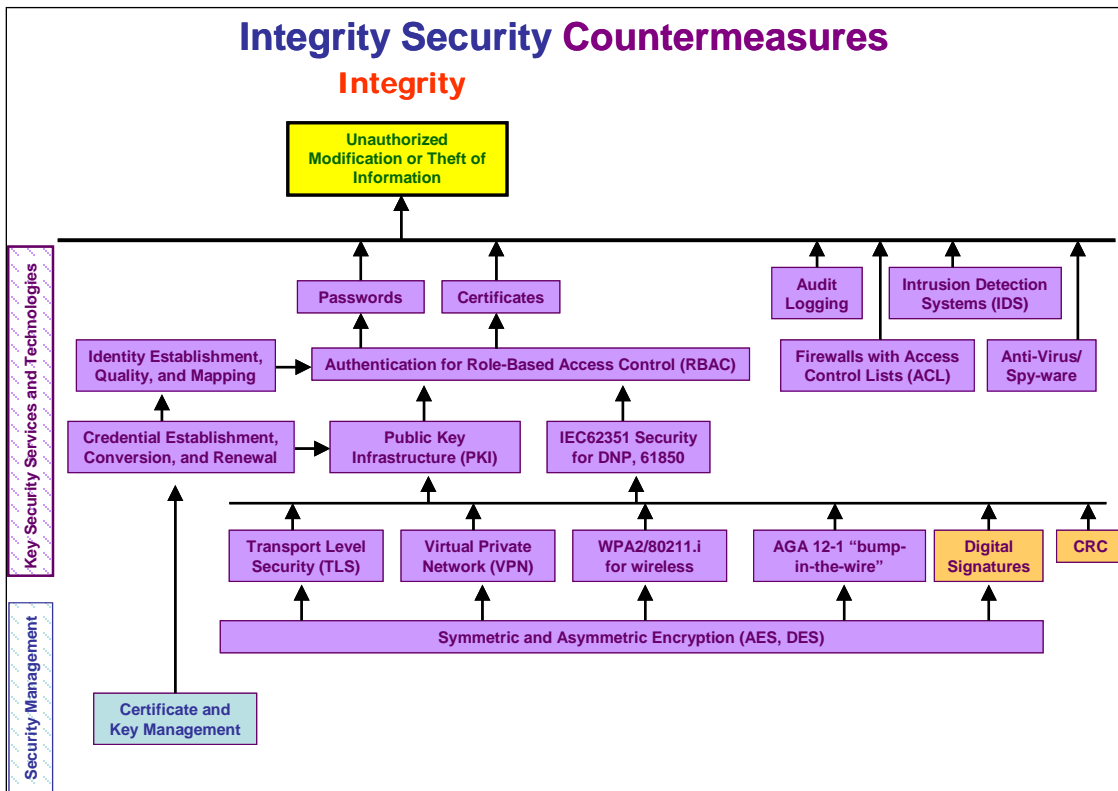 Integrity Security Countermeasures
Integrity
Unauthorized
Modification or Theft of
Information
Key Security Services and Technologies
Passwords
Certificates
Audit
Logging
Intrusion Detection
Systems (IDS)
Identity Establishment,
Quality, and Mapping
Authentication for Role-Based Access Control (RBAC)
Firewalls with Access
Control Lists (ACL)
Anti-Virus/
Spy-ware
Credential Establishment,
Conversion, and Renewal
Public Key
Infrastructure (PKI)
IEC62351 Security
for DNP, 61850
Transport Level
Security (TLS)
Virtual Private
Network (VPN)
WPA2/80211.i
for wireless
AGA 12-1 “bump-
in-the-wire”
Digital
Signatures
CRC
Symmetric and Asymmetric Encryption (AES, DES)
Security Management
Certificate and
Key Management